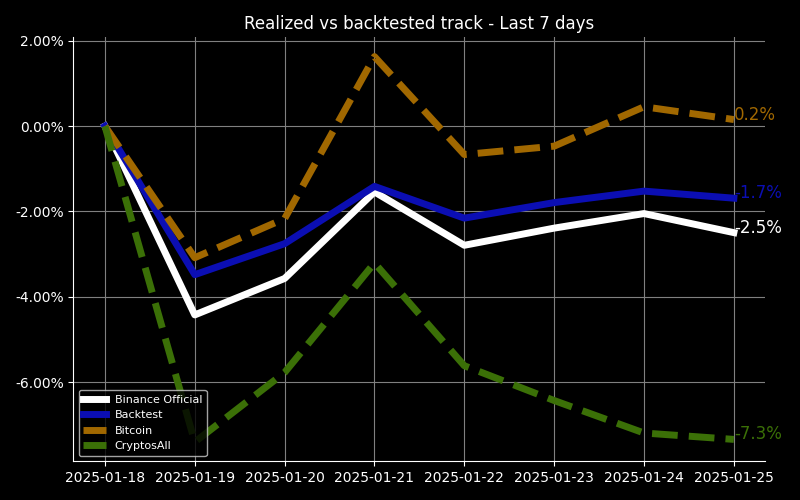 Realized vs backtested track - Last 7 days
2.00%
0.00%
-2.00%
-4.00%
-6.00%
0.2%
-1.7%
-2.5%
-7.3%
Binance Official
Backtest
Bitcoin
CryptosAll
2025-01-18 2025-01-19 2025-01-20 2025-01-21 2025-01-22 2025-01-23 2025-01-24 2025-01-25